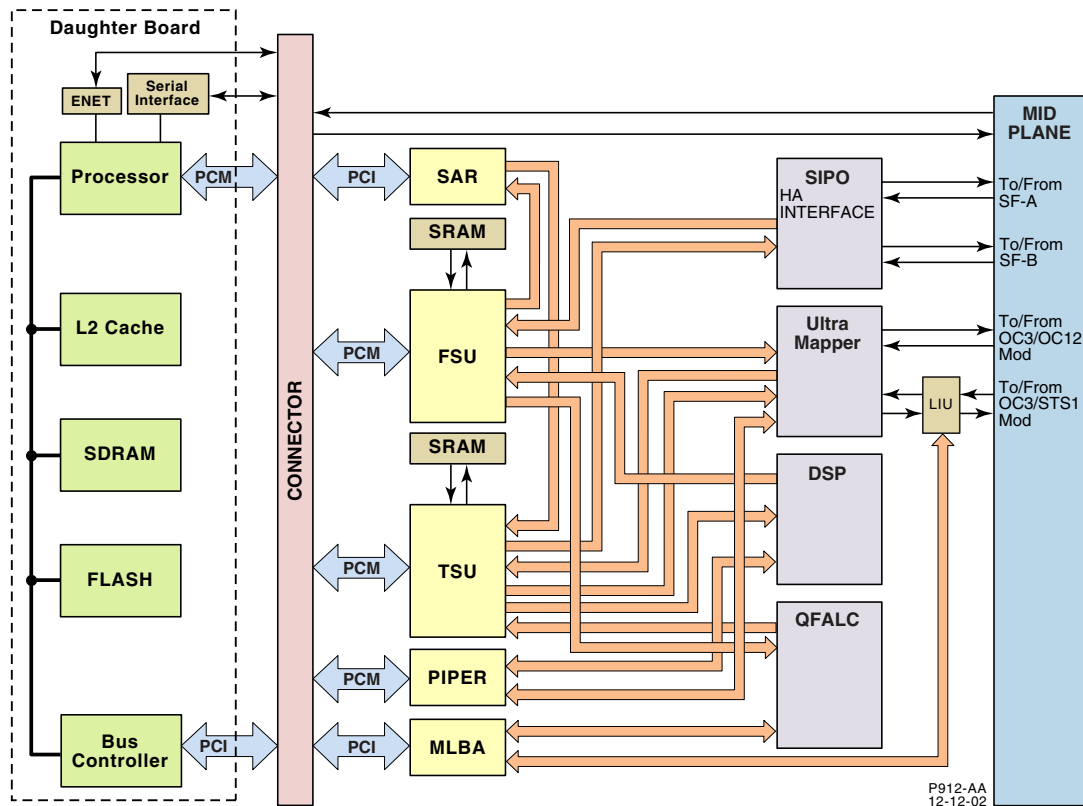 Daughter Board
ENET
Serial
Interface
Processor
PCM
L2 Cache
SDRAM
FLASH
Bus
Controller
PCI
CONNECTOR
PCI
SAR
SRAM
PCM
FSU
SRAM
PCM
TSU
PCM
PIPER
PCI
MLBA
SIPO
HA
INTERFACE
Ultra
Mapper
DSP
QFALC
LIU
MID
PLANE
To/From
SF-A
To/From
SF-B
To/From
OC3/OC12
Mod
To/From
OC3/STS1
Mod
P912-AA
12-12-02